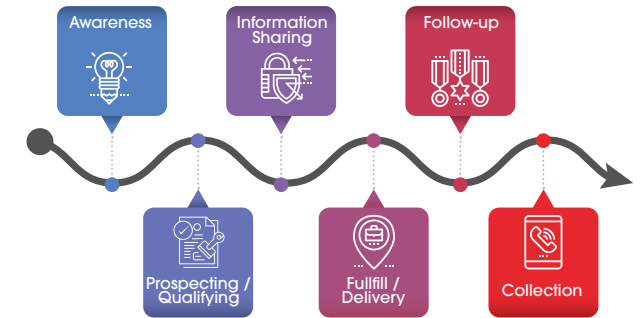 Awareness
Prospecting /
Qualifying
Information
Sharing
Fullfill /
Delivery
Follow-up
Collection